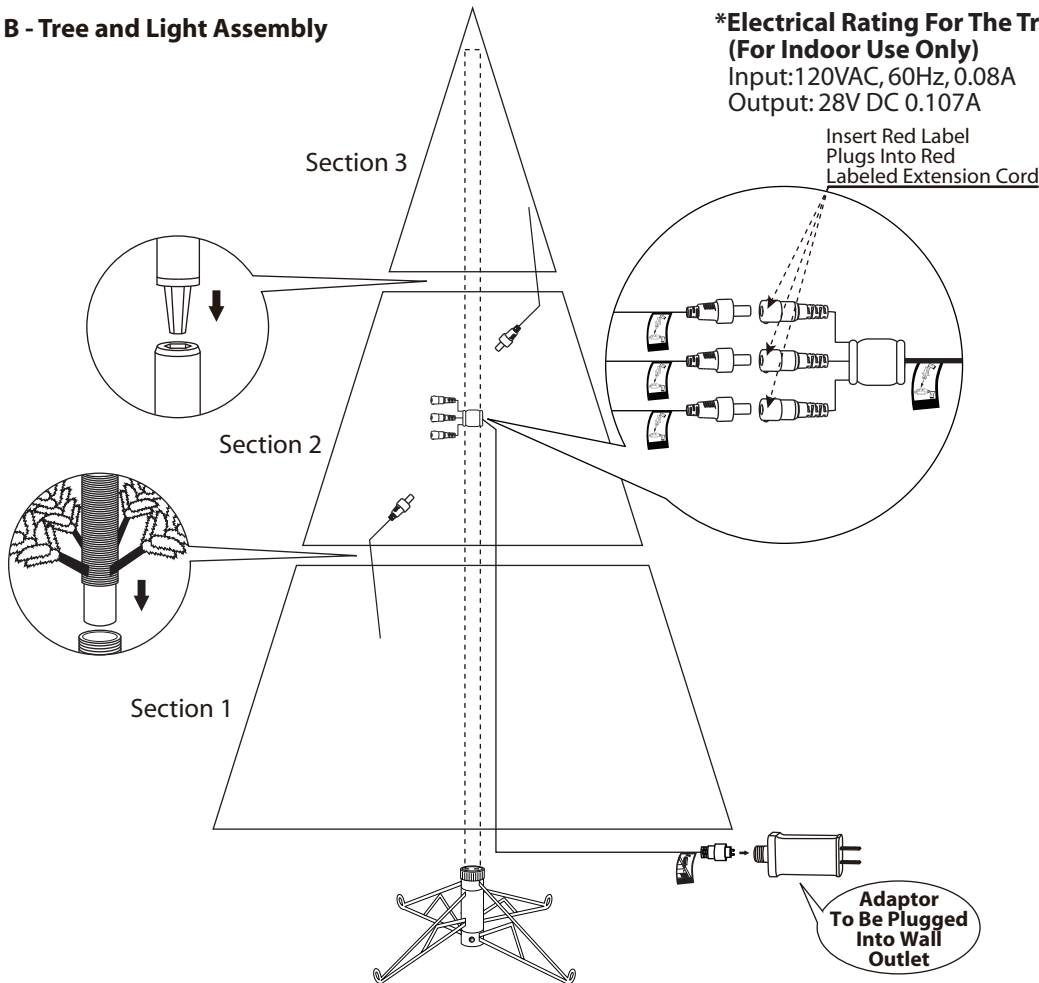 B - Tree and Light Assembly
*Electrical Rating For The Tr
(For Indoor Use Only)
Input:120VAC, 60Hz, 0.08A
Output: 28V DC 0.107A
Insert Red Label
Plugs Into Red
Labeled Extension Cord
Section 3
Section 2
Section 1
Adaptor
To Be Plugged
Into Wall
Outlet